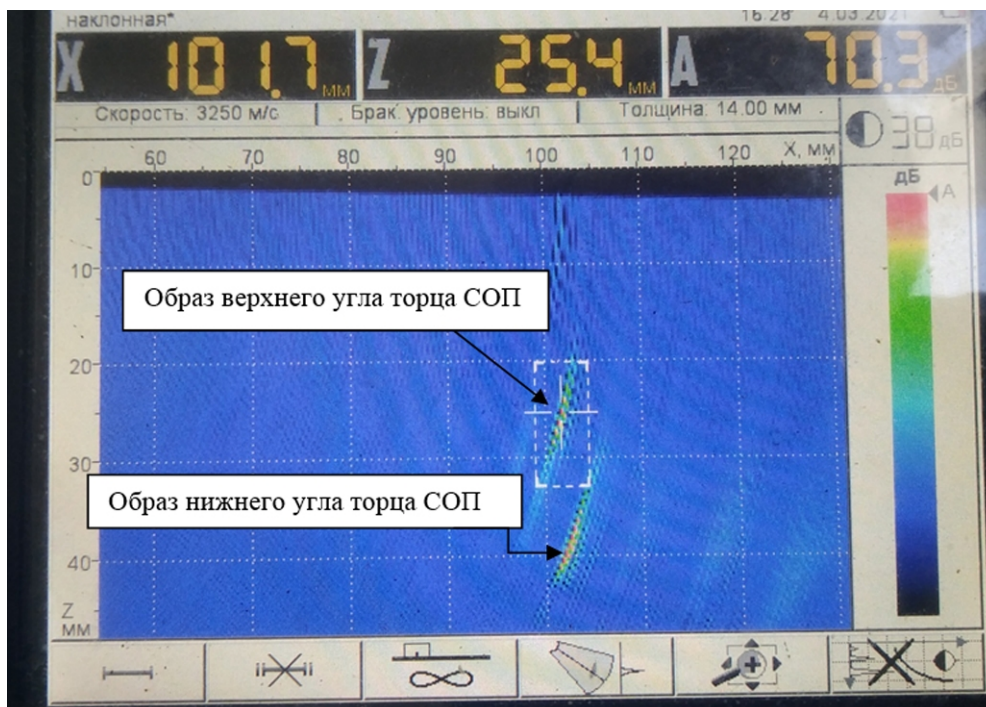 наклонная*
16:28 4.03.2021
X 101.7 мм Z 25.4 мм A 70.3 дБ
Скорость: 3250 м/с | Брак. уровень: выкл | Толщина: 14.00 мм
38 дБ
60 70 80 90 100 110 120 X, мм
дБ
A
0
10
Образ верхнего угла торца СОП
20
30
Образ нижнего угла торца СОП
40
Z
мм